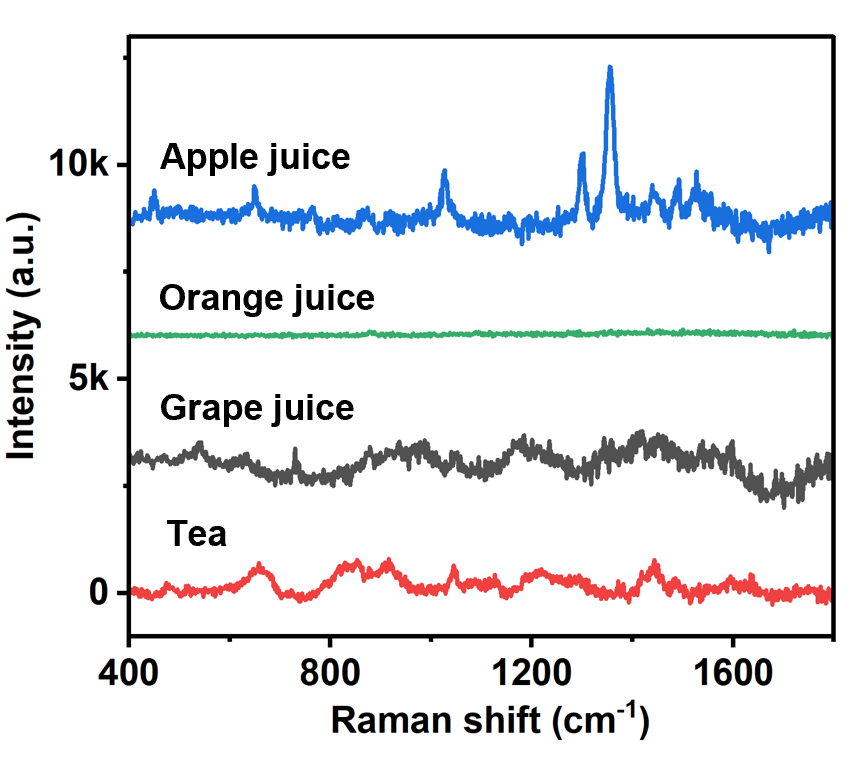 Apple juice
10k
Orange juice
5k
Grape juice
Tea
0
Intensity (a.u.)
400 800 1200 1600
Raman shift (cm⁻¹)